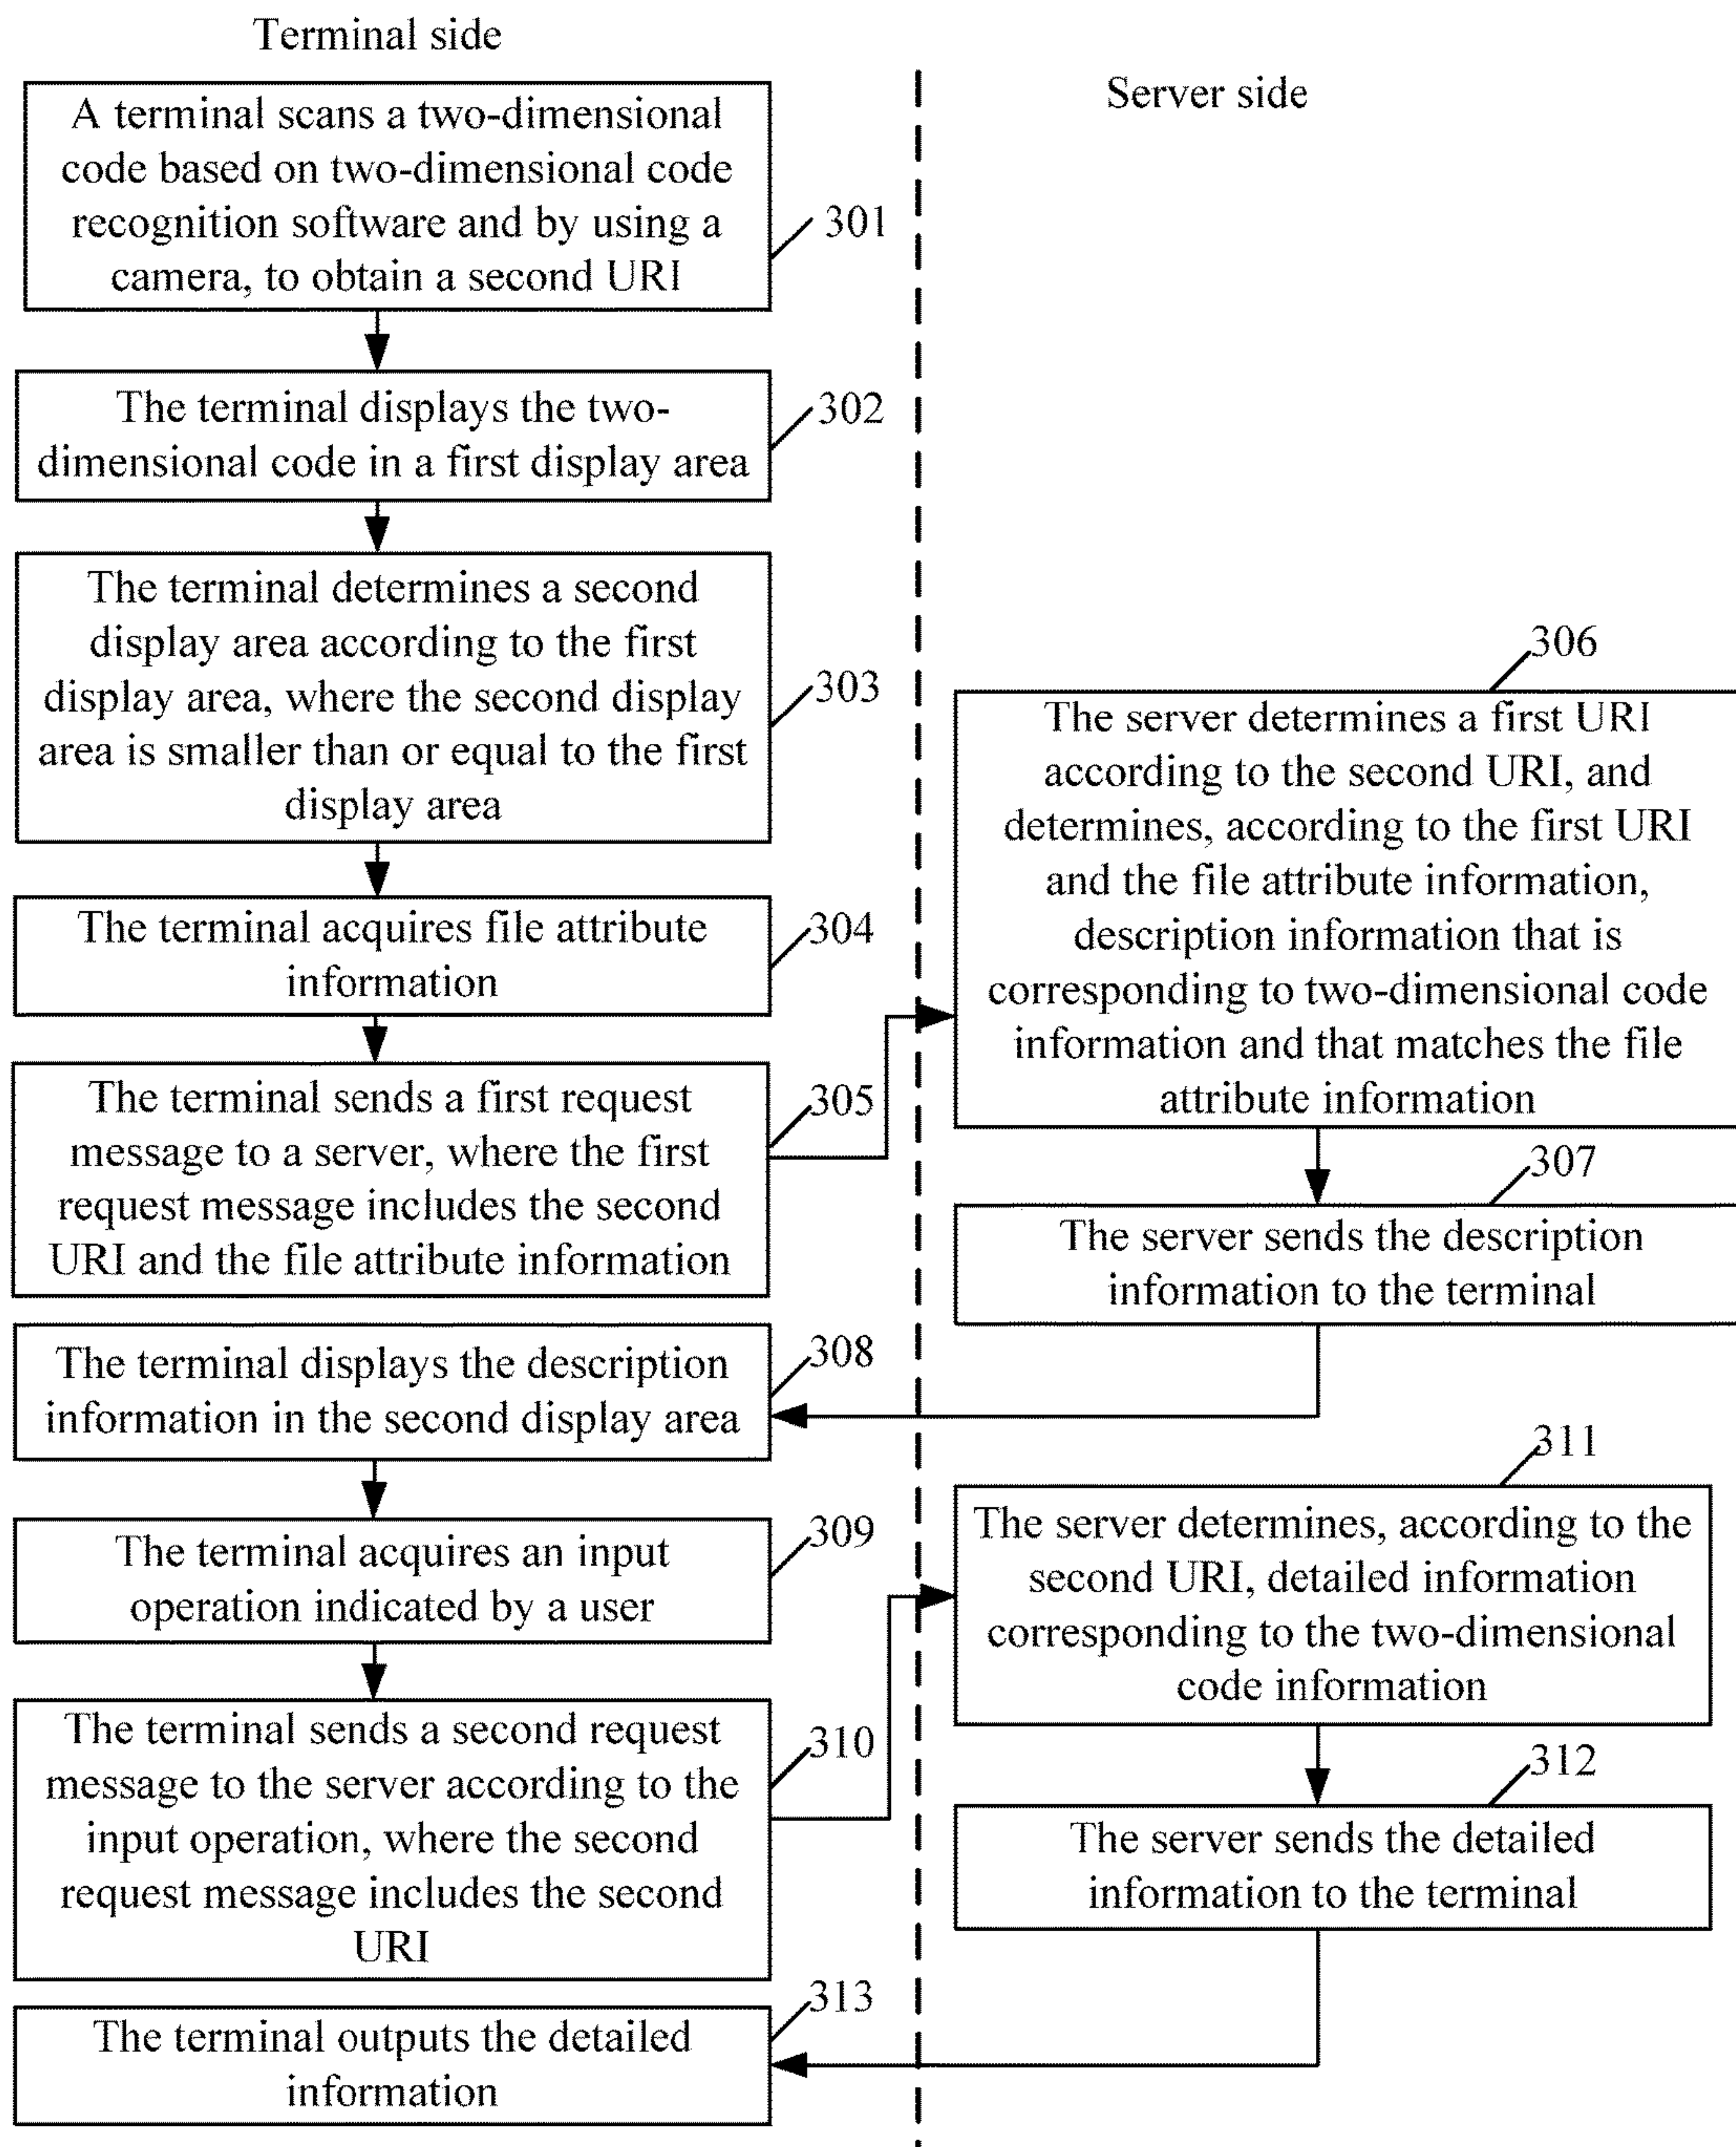 Terminal side
Server side
A terminal scans a two-dimensional
code based on two-dimensional code
recognition software and by using a
camera, to obtain a second URI
301
The terminal displays the two-
dimensional code in a first display area
302
The terminal determines a second
display area according to the first
display area, where the second display
area is smaller than or equal to the first
display area
303
The terminal acquires file attribute
information
304
The terminal sends a first request
message to a server, where the first
request message includes the second
URI and the file attribute information
305
306
The server determines a first URI
according to the second URI, and
determines, according to the first URI
and the file attribute information,
description information that is
corresponding to two-dimensional code
information and that matches the file
attribute information
307
The server sends the description
information to the terminal
The terminal displays the description
information in the second display area
308
The terminal acquires an input
operation indicated by a user
309
The terminal sends a second request
message to the server according to the
input operation, where the second
request message includes the second
URI
310
311
The server determines, according to the
second URI, detailed information
corresponding to the two-dimensional
code information
312
The server sends the detailed
information to the terminal
The terminal outputs the detailed
information
313